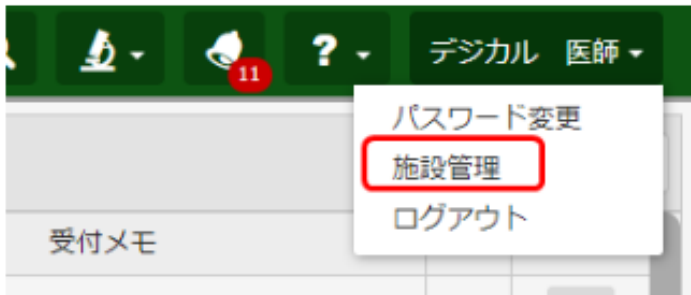 11
? デジカル 医師
パスワード変更
施設管理
ログアウト
受付メモ